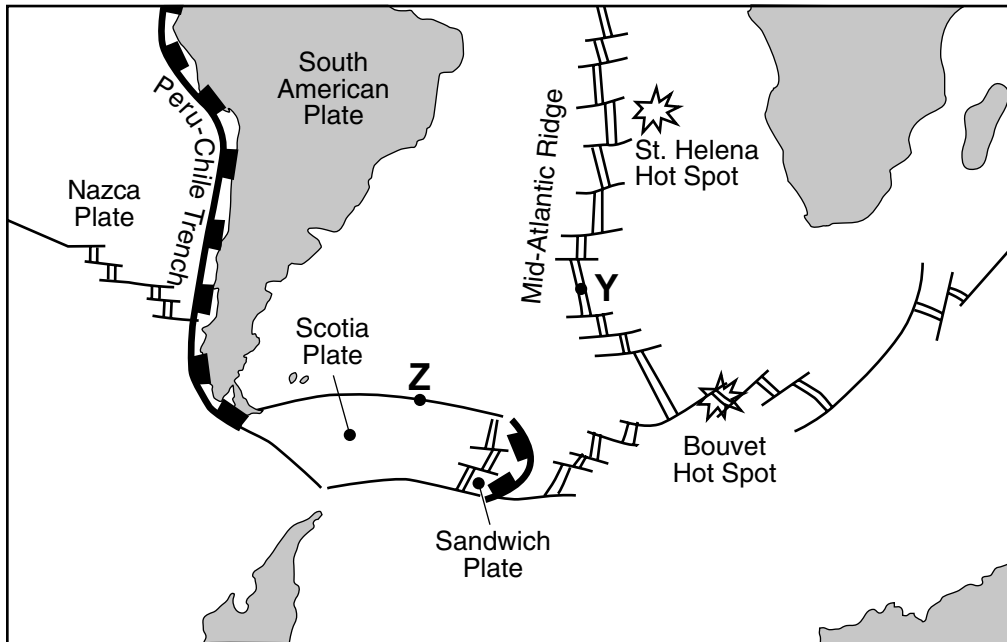 South
American
Plate
Peru-Chile Trench
Nazca
Plate
Mid-Atlantic Ridge
St. Helena
Hot Spot
Y
Scotia
Plate
Z
Bouvet
Hot Spot
Sandwich
Plate